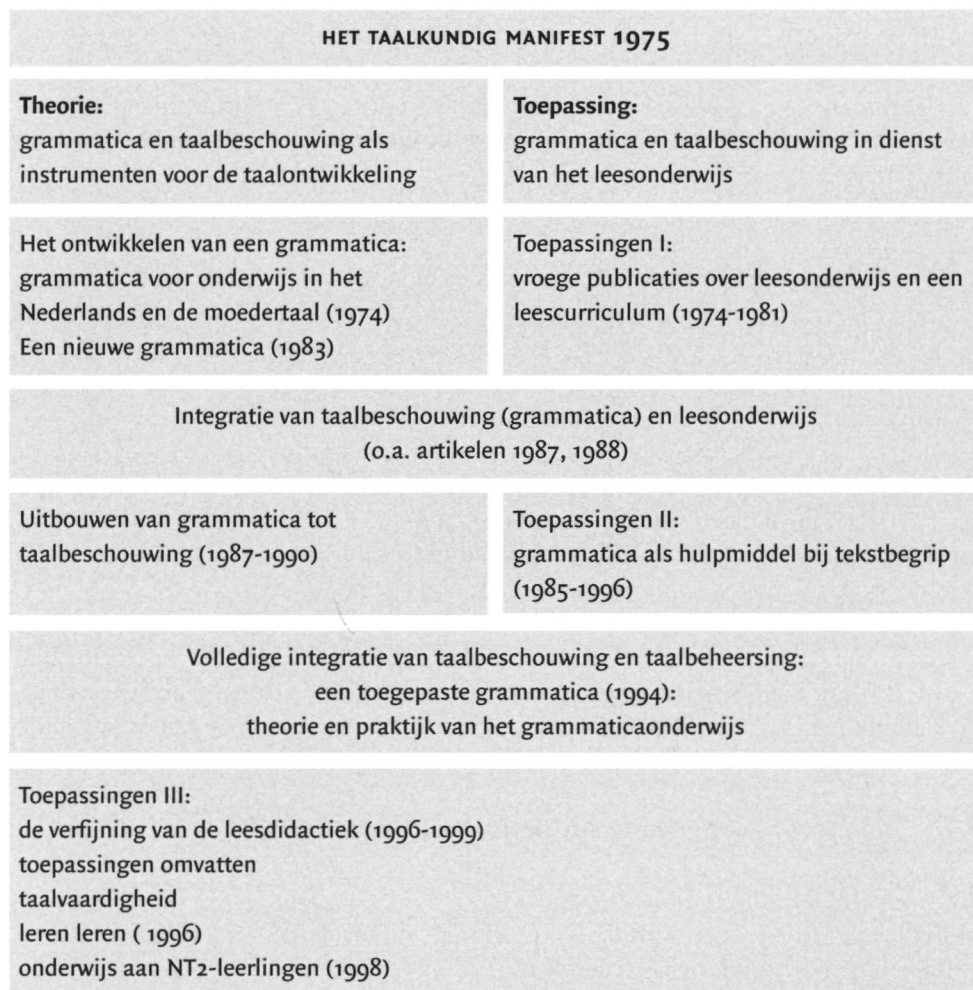 HET TAALKUNDIG MANIFEST 1975
Theorie:
grammatica en taalbeschouwing als
instrumenten voor de taalontwikkeling
Toepassing:
grammatica en taalbeschouwing in dienst
van het leesonderwijs
Het ontwikkelen van een grammatica:
grammatica voor onderwijs in het
Nederlands en de moedertaal (1974)
Een nieuwe grammatica (1983)
Toepassingen I:
vroege publicaties over leesonderwijs en een
leescurriculum (1974-1981)
Integratie van taalbeschouwing (grammatica) en leesonderwijs
(o.a. artikelen 1987, 1988)
Uitbouwen van grammatica tot
taalbeschouwing (1987-1990)
Toepassingen II:
grammatica als hulpmiddel bij tekstbegrip
(1985-1996)
Volledige integratie van taalbeschouwing en taalbeheersing:
een toegepaste grammatica (1994):
theorie en praktijk van het grammaticaonderwijs
Toepassingen III:
de verfijning van de leesdidactiek (1996-1999)
toepassingen omvatten
taalvaardigheid
leren leren ( 1996)
onderwijs aan NT2-leerlingen (1998)